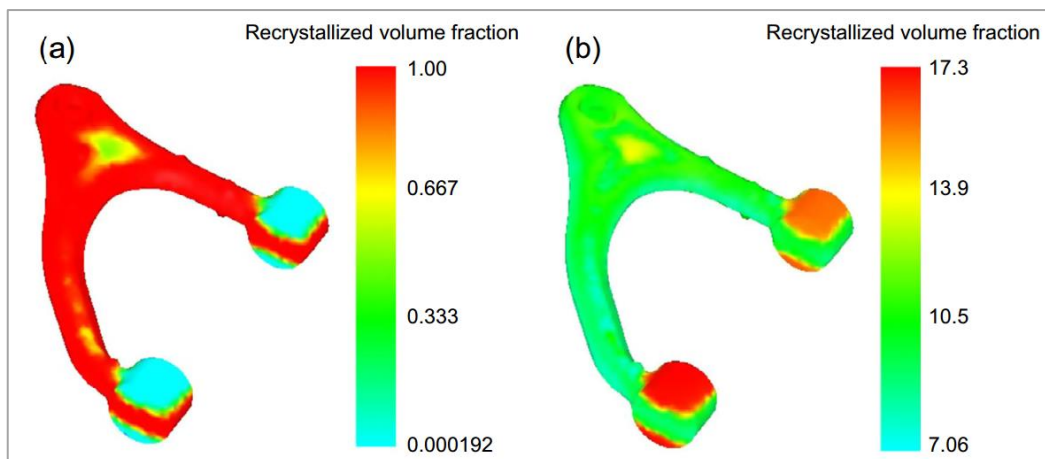 (a)
Recrystallized volume fraction
1.00
0.667
0.333
0.000192
(b)
Recrystallized volume fraction
17.3
13.9
10.5
7.06